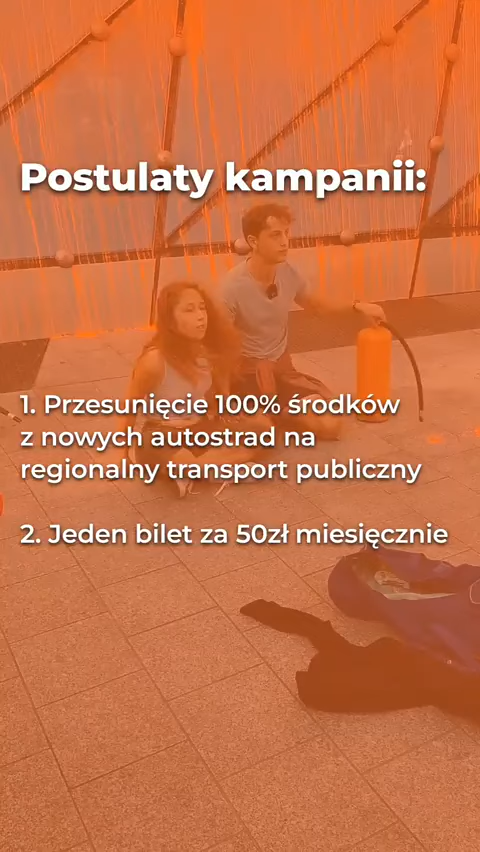 Postulaty kampanii:
1. Przesunięcie 100% środków
z nowych autostrad na
regionalny transport publiczny
2. Jeden bilet za 50zł miesięcznie